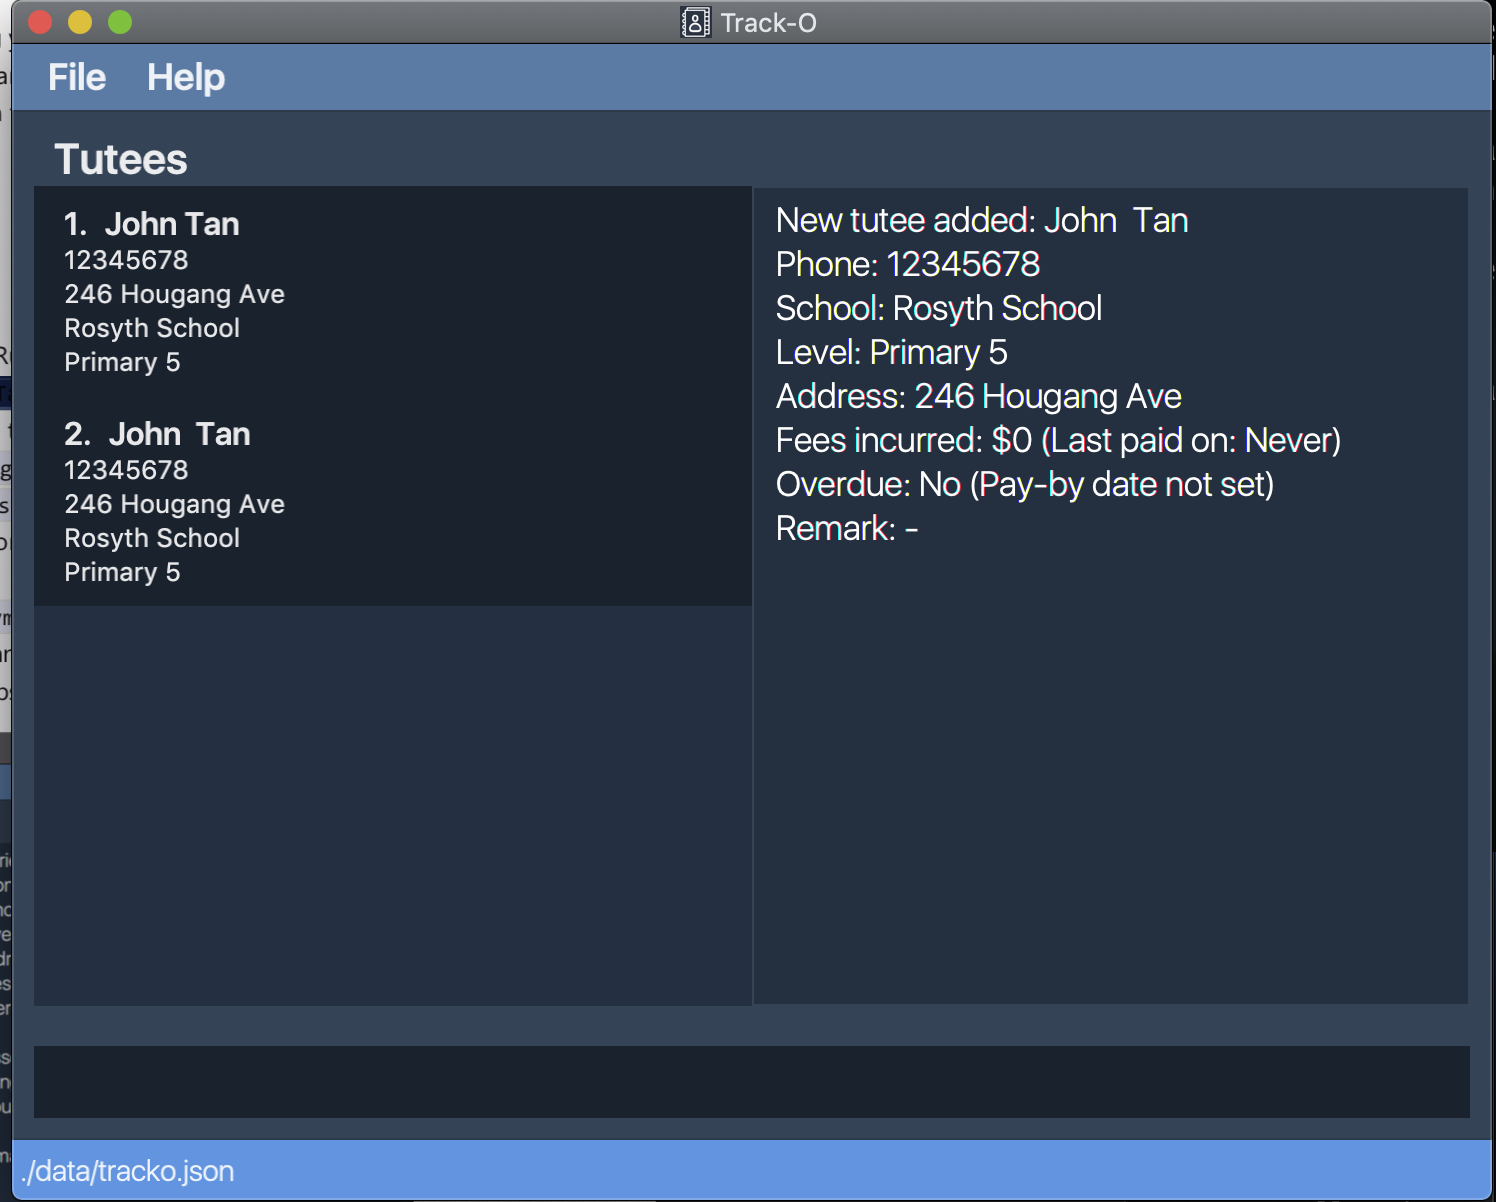 Track-O
File Help
Tutees
1. John Tan
12345678
246 Hougang Ave
Rosyth School
Primary 5
2. John  Tan
12345678
246 Hougang Ave
Rosyth School
Primary 5
New tutee added: John  Tan
Phone: 12345678
School: Rosyth School
Level: Primary 5
Address: 246 Hougang Ave
Fees incurred: $0 (Last paid on: Never)
Overdue: No (Pay-by date not set)
Remark: -
./data/tracko.json